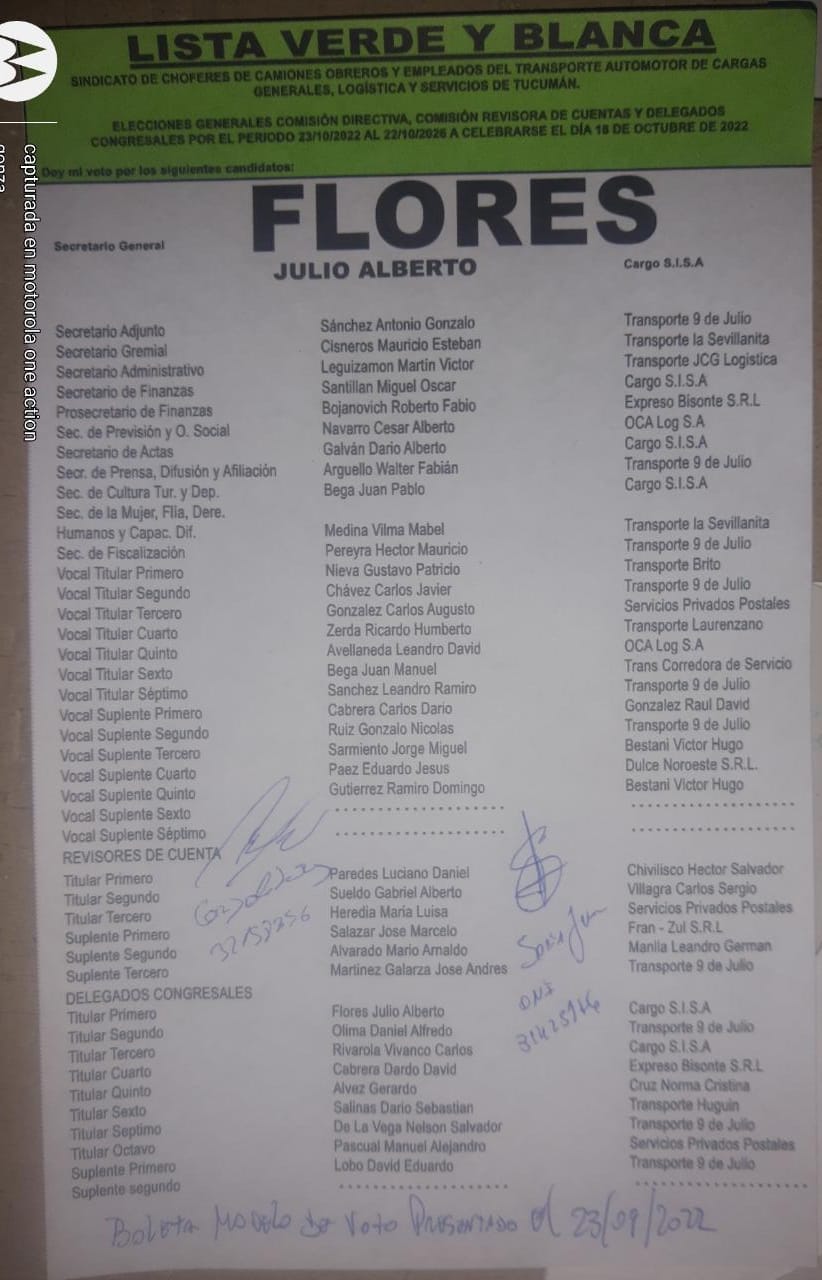 LISTA VERDE Y BLANCA
SINDICATO DE CHOFERES DE CAMIONES OBREROS Y EMPLEADOS DEL TRANSPORTE AUTOMOTOR DE CARGAS
GENERALES, LOGÍSTICA Y SERVICIOS DE TUCUMÁN.
ELECCIONES GENERALES COMISIÓN DIRECTIVA, COMISIÓN REVISORA DE CUENTAS Y DELEGADOS
CONGRESALES POR EL PERIODO 23/10/2022 AL 22/10/2026 A CELEBRARSE EL DÍA 18 DE OCTUBRE DE 2022
Doy mi voto por los siguientes candidatos:
FLORES
Secretario General JULIO ALBERTO Cargo S.I.S.A
Secretario Adjunto Sánchez Antonio Gonzalo Transporte 9 de Julio
Secretario Gremial Cisneros Mauricio Esteban Transporte la Sevillanita
Secretario Administrativo Leguizamon Martin Victor Transporte JCG Logistica
Secretario de Finanzas Santillan Miguel Oscar Cargo S.I.S.A
Prosecretario de Finanzas Bojanovich Roberto Fabio Expreso Bisonte S.R.L
Sec. de Previsión y O. Social Navarro Cesar Alberto OCA Log S.A
Secretario de Actas Galván Dario Alberto Cargo S.I.S.A
Secr. de Prensa, Difusión y Afiliación Arguello Walter Fabián Transporte 9 de Julio
Sec. de Cultura Tur. y Dep. Bega Juan Pablo Cargo S.I.S.A
Sec. de la Mujer, Flia, Dere.
Humanos y Capac. Dif. Medina Vilma Mabel Transporte la Sevillanita
Sec. de Fiscalización Pereyra Hector Mauricio Transporte 9 de Julio
Vocal Titular Primero Nieva Gustavo Patricio Transporte Brito
Vocal Titular Segundo Chávez Carlos Javier Transporte 9 de Julio
Vocal Titular Tercero Gonzalez Carlos Augusto Servicios Privados Postales
Vocal Titular Cuarto Zerda Ricardo Humberto Transporte Laurenzano
Vocal Titular Quinto Avellaneda Leandro David OCA Log S.A
Vocal Titular Sexto Bega Juan Manuel Trans Corredora de Servicio
Vocal Titular Séptimo Sanchez Leandro Ramiro Transporte 9 de Julio
Vocal Suplente Primero Cabrera Carlos Dario Gonzalez Raul David
Vocal Suplente Segundo Ruiz Gonzalo Nicolas Transporte 9 de Julio
Vocal Suplente Tercero Sarmiento Jorge Miguel Bestani Victor Hugo
Vocal Suplente Cuarto Paez Eduardo Jesus Dulce Noroeste S.R.L.
Vocal Suplente Quinto Gutierrez Ramiro Domingo Bestani Victor Hugo
Vocal Suplente Sexto
Vocal Suplente Séptimo
REVISORES DE CUENTA
Titular Primero Paredes Luciano Daniel Chivilisco Hector Salvador
Titular Segundo Sueldo Gabriel Alberto Villagra Carlos Sergio
Titular Tercero Heredia María Luisa Servicios Privados Postales
Suplente Primero Salazar Jose Marcelo Fran - Zul S.R.L
Suplente Segundo Alvarado Mario Arnaldo Manila Leandro German
Suplente Tercero Martinez Galarza Jose Andres Transporte 9 de Julio
DELEGADOS CONGRESALES
Titular Primero Flores Julio Alberto Cargo S.I.S.A
Titular Segundo Olima Daniel Alfredo Transporte 9 de Julio
Titular Tercero Rivarola Vivanco Carlos Cargo S.I.S.A
Titular Cuarto Cabrera Dardo David Expreso Bisonte S.R.L
Titular Quinto Alvez Gerardo Cruz Norma Cristina
Titular Sexto Salinas Dario Sebastian Transporte Huguin
Titular Septimo De La Vega Nelson Salvador Transporte 9 de Julio
Titular Octavo Pascual Manuel Alejandro Servicios Privados Postales
Suplente Primero Lobo David Eduardo Transporte 9 de Julio
Suplente segundo
DNI
BOLETA MODELO DE VOTO PRESENTADO El 23/09/2022
capturada en motorola one action